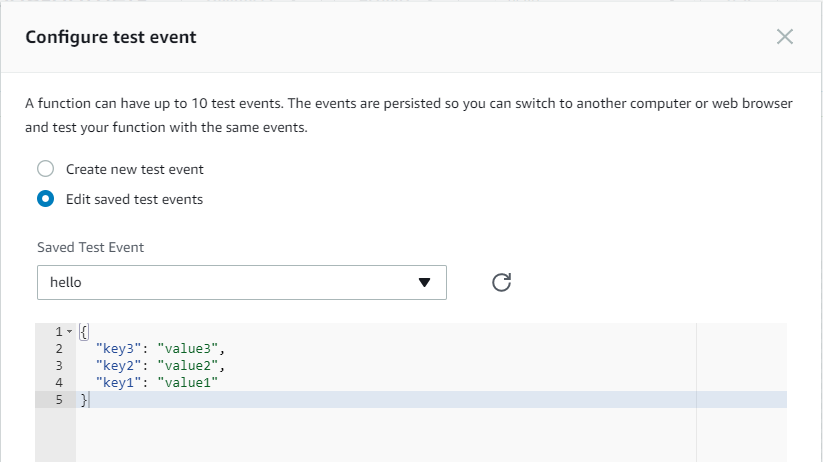 Configure test event
A function can have up to 10 test events. The events are persisted so you can switch to another computer or web browser
and test your function with the same events.
Create new test event
Edit saved test events
Saved Test Event
hello
1 {
2 "key3": "value3",
3 "key2": "value2",
4 "key1": "value1"
5 }